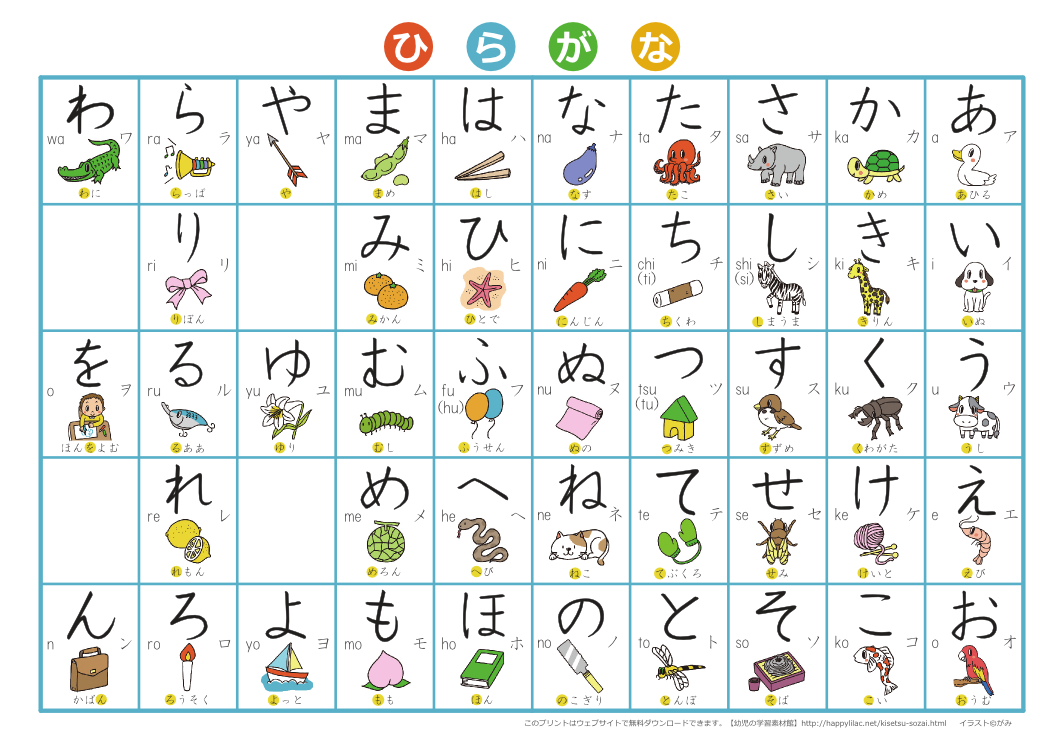 ひらがな
わ ら や ま は な た さ か あ
wa ワ ra ラ ya ヤ ma マ ha ハ na ナ ta タ sa サ ka カ a ア
わに らっぱ や まめ はし なす たこ さい かめ あひる
り み ひ に ち し き い
ri リ mi ミ hi ヒ ni ニ chi (ti) チ shi (si) シ ki キ i イ
りぼん みかん ひとで にんじん ちくわ しまうま きりん いぬ
を る ゆ む ふ ぬ つ す く う
o ヲ ru ル yu ユ mu ム fu (hu) フ nu ヌ tsu (tu) ツ su ス ku ク u ウ
ほんをよむ るああ ゆり むし ふうせん ぬの つみき すずめ くわがた うし
れ め へ ね て せ け え
re レ me メ he ヘ ne ネ te テ se セ ke ケ e エ
れもん めろん へび ねこ てぶくろ せみ けいと えび
ん ろ よ も ほ の と そ こ お
n ン ro ロ yo ヨ mo モ ho ホ no ノ to ト so ソ ko コ o オ
かばん ろうそく よっと もも ほん のこぎり とんぼ そば こい おうむ
このプリントはウェブサイトで無料ダウンロードできます。【幼児の学習素材館】http://happylilac.net/kisetsu-sozai.html イラスト©がみ